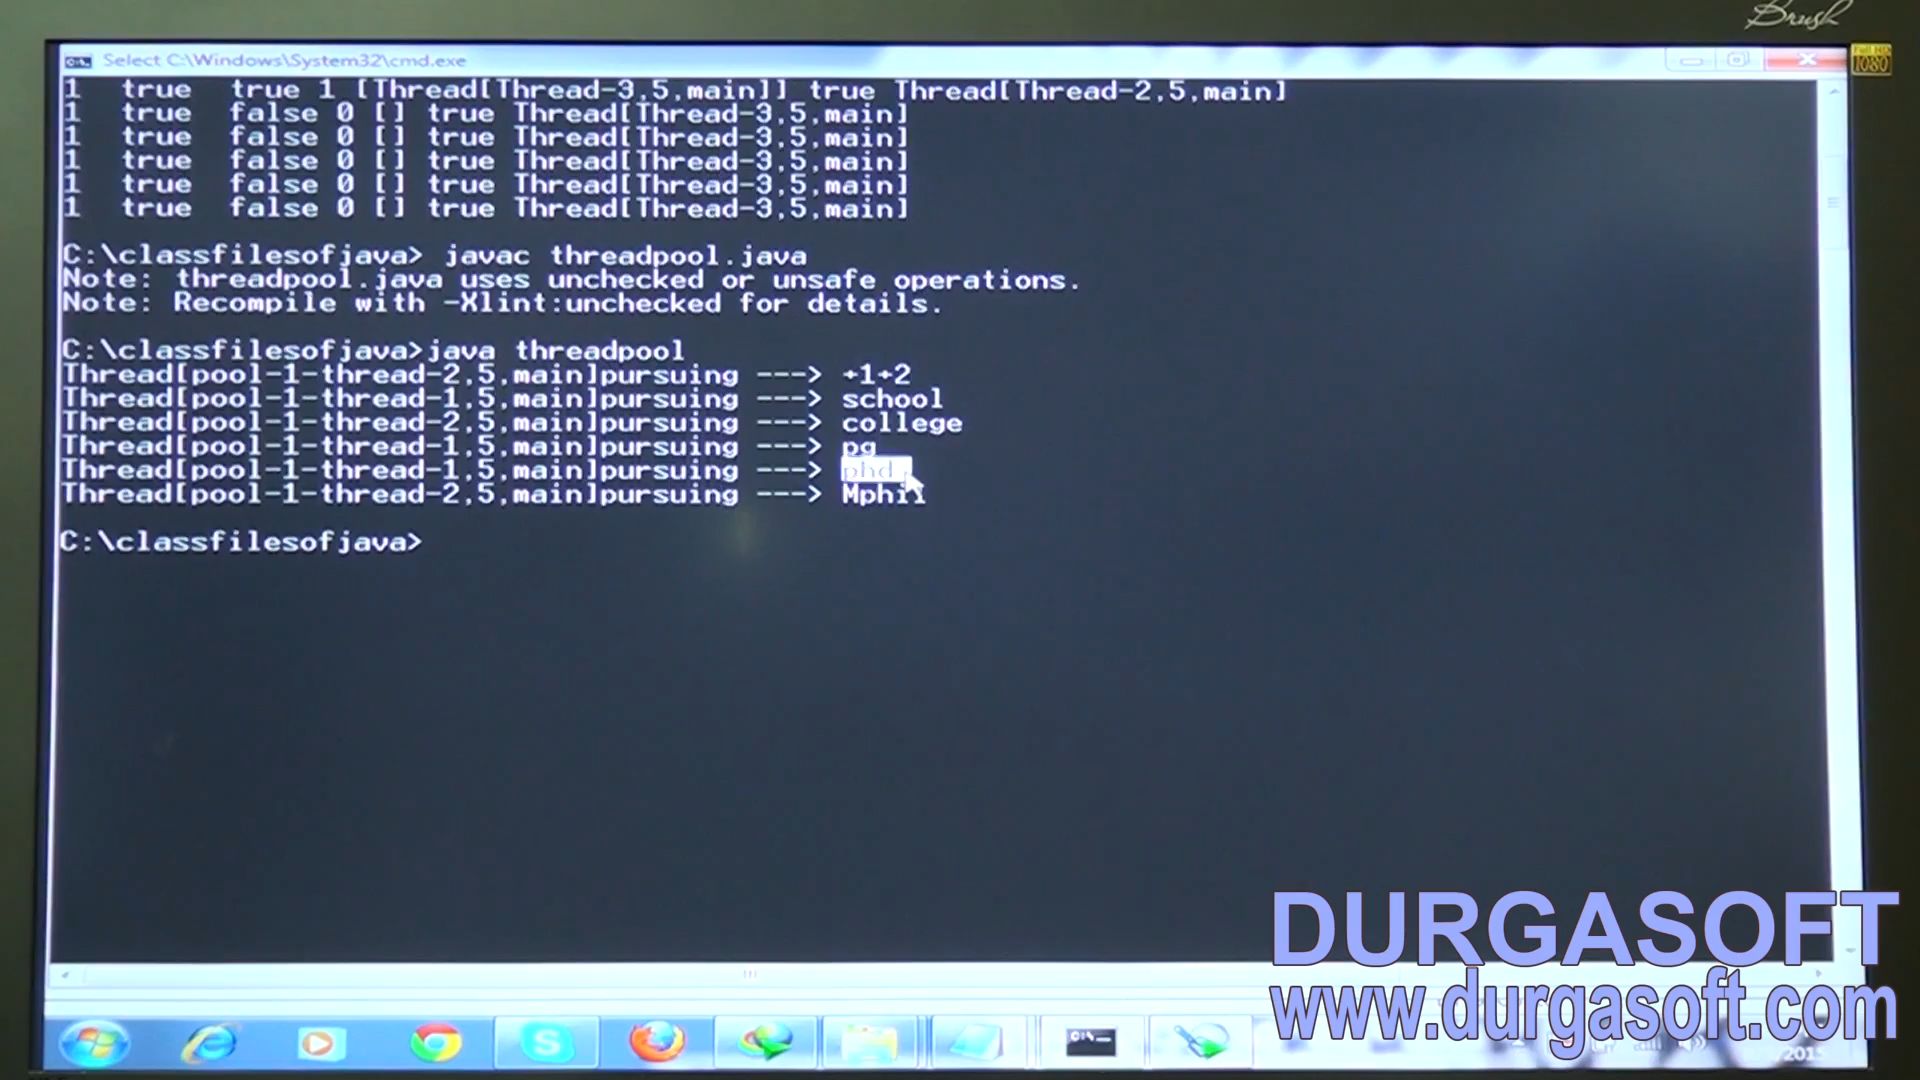 Brush
Full HD
1080
Select C:\Windows\System32\cmd.exe
1 true true 1 [Thread[Thread-3,5,main]] true Thread[Thread-2,5,main]
1 true false 0 [] true Thread[Thread-3,5,main]
1 true false 0 [] true Thread[Thread-3,5,main]
1 true false 0 [] true Thread[Thread-3,5,main]
1 true false 0 [] true Thread[Thread-3,5,main]
1 true false 0 [] true Thread[Thread-3,5,main]
C:\classfilesofjava> javac threadpool.java
Note: threadpool.java uses unchecked or unsafe operations.
Note: Recompile with -Xlint:unchecked for details.
C:\classfilesofjava>java threadpool
Thread[pool-1-thread-2,5,main]pursuing ---> +1+2
Thread[pool-1-thread-1,5,main]pursuing ---> school
Thread[pool-1-thread-2,5,main]pursuing ---> college
Thread[pool-1-thread-1,5,main]pursuing ---> pg
Thread[pool-1-thread-1,5,main]pursuing ---> phd
Thread[pool-1-thread-2,5,main]pursuing ---> Mphil
C:\classfilesofjava>
DURGASOFT
www.durgasoft.com